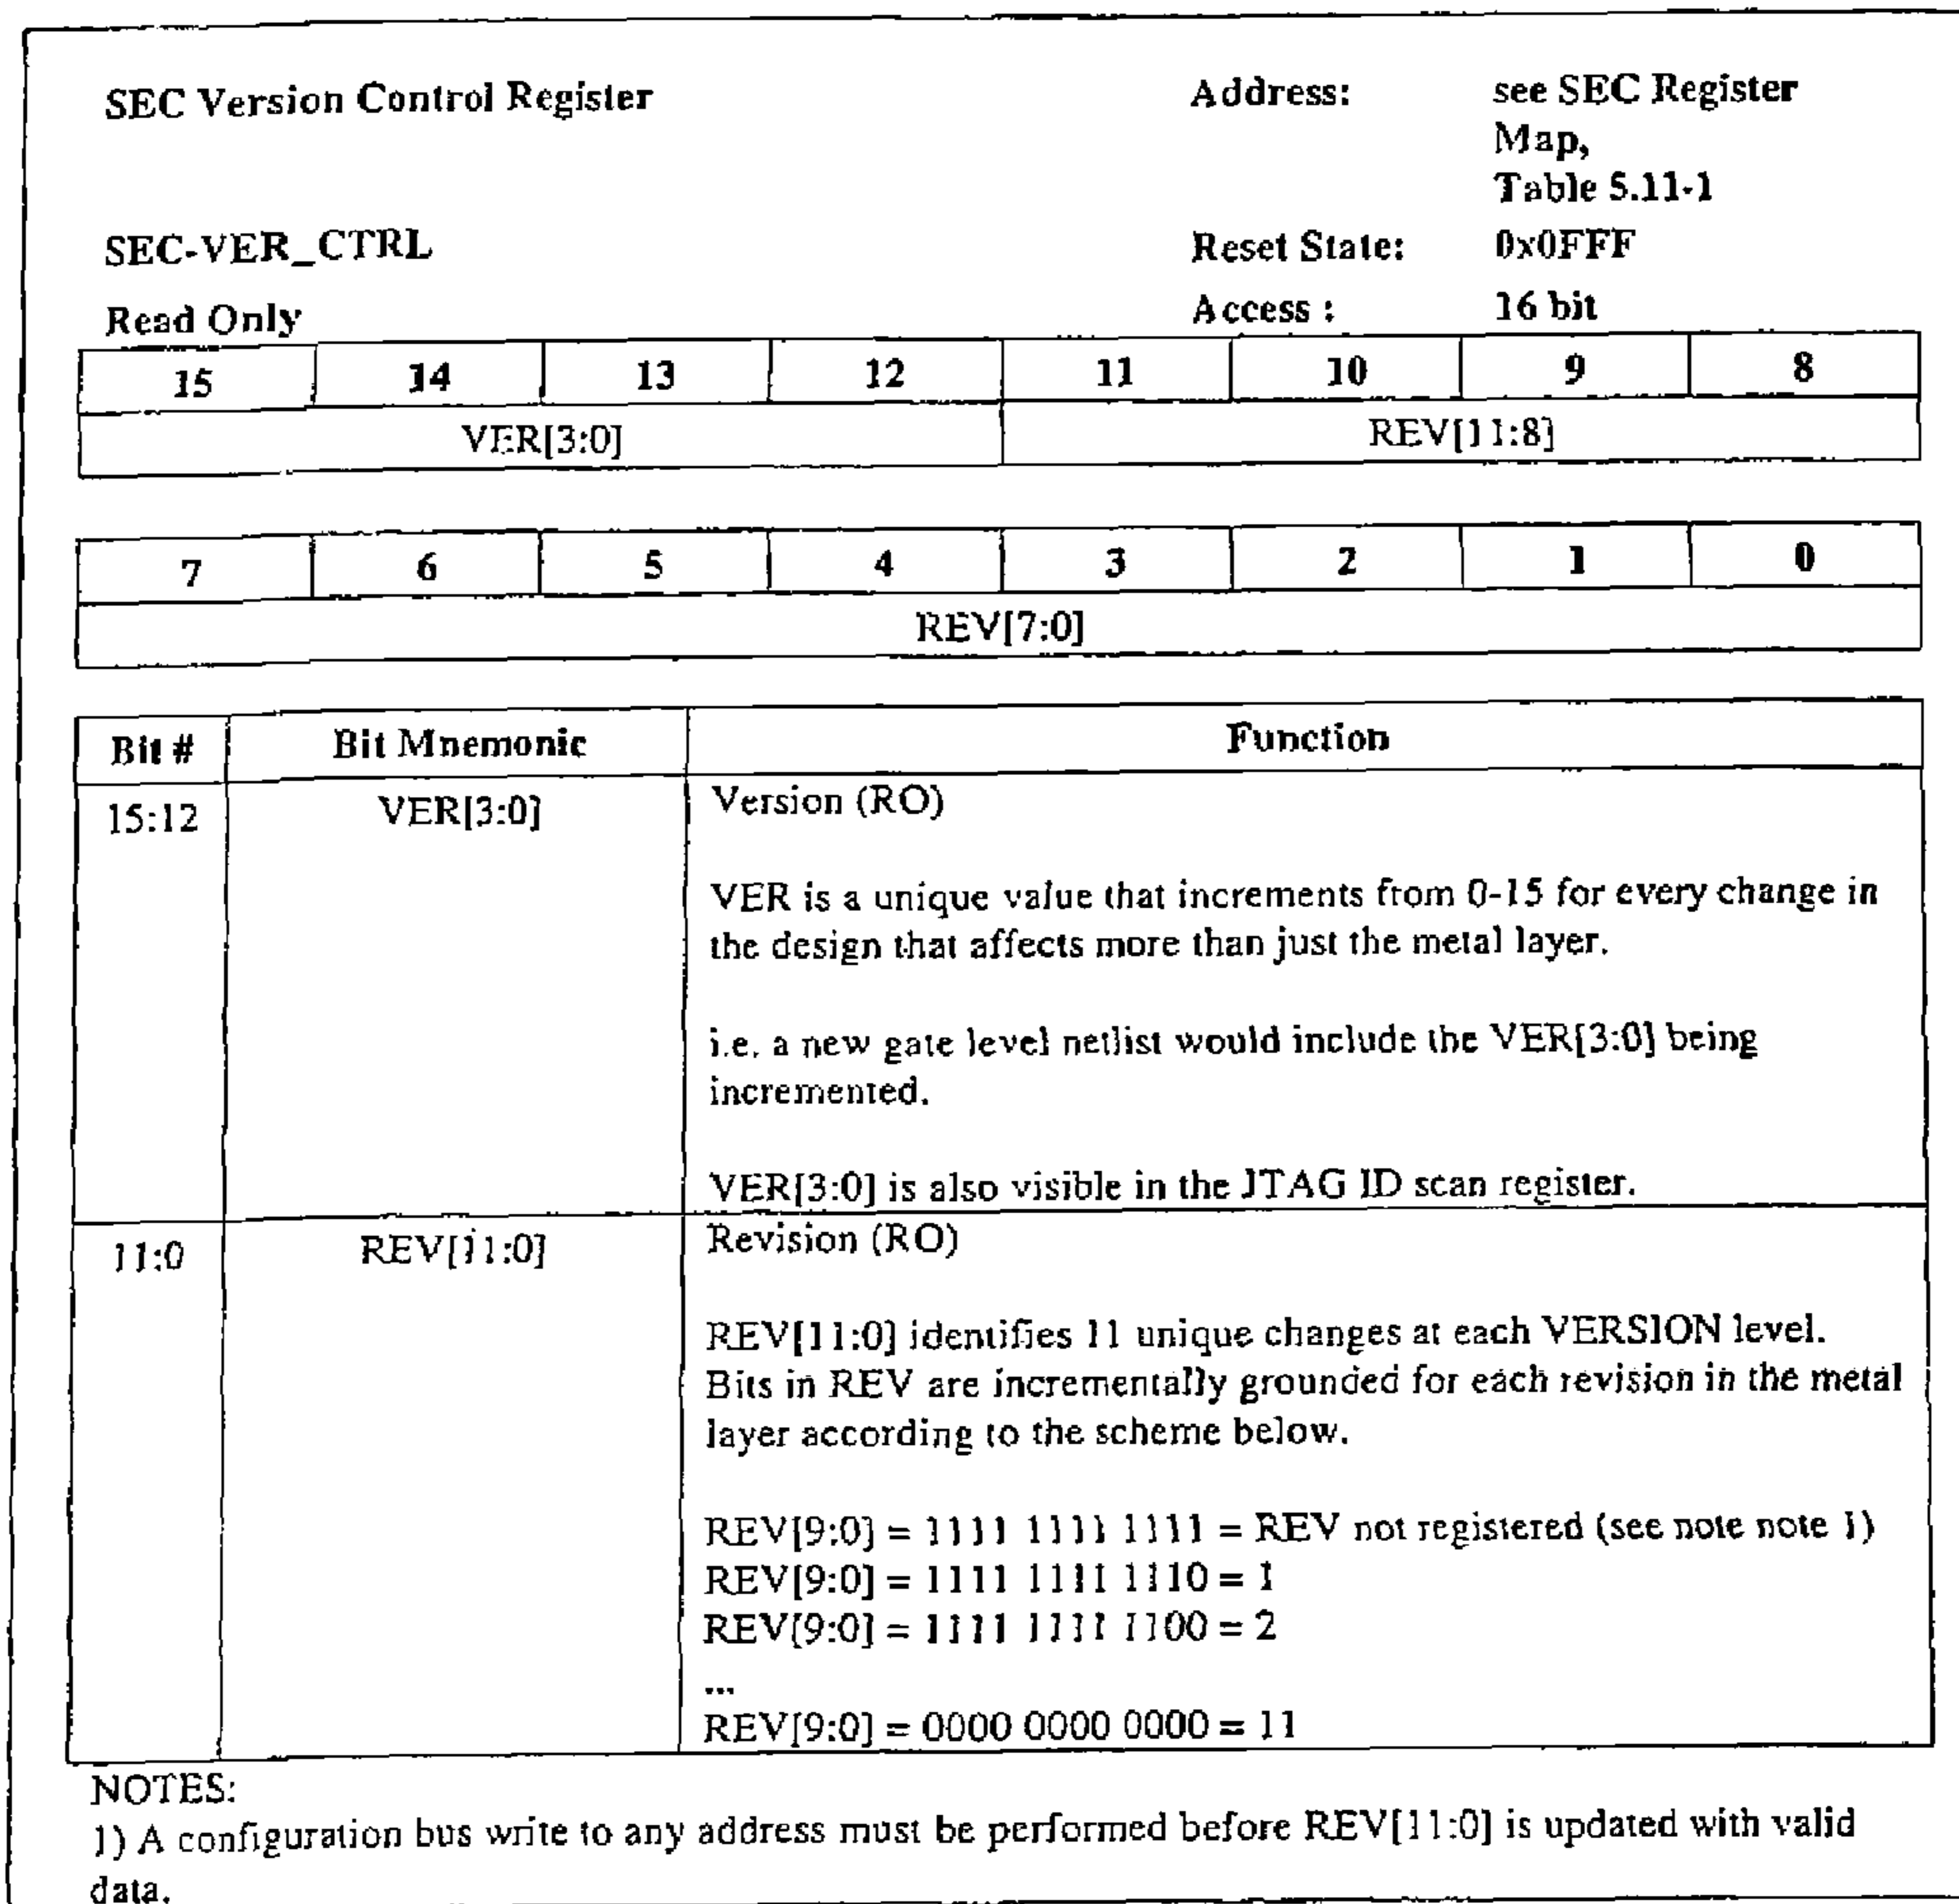 SEC Version Control Register Address: see SEC Register
Map,
Table 5.11-1
SEC-VER_CTRL Reset State: 0x0FFF
Read Only Access : 16 bit
15 14 13 12 11 10 9 8
VER[3:0] REV[11:8]
7 6 5 4 3 2 1 0
REV[7:0]
Bit # Bit Mnemonic Function
15:12 VER[3:0] Version (RO)
VER is a unique value that increments from 0-15 for every change in
the design that affects more than just the metal layer.
i.e. a new gate level netlist would include the VER[3:0] being
incremented.
VER[3:0] is also visible in the JTAG ID scan register.
11:0 REV[11:0] Revision (RO)
REV[11:0] identifies 11 unique changes at each VERSION level.
Bits in REV are incrementally grounded for each revision in the metal
layer according to the scheme below.
REV[9:0] = 1111 1111 1111 = REV not registered (see note note 1)
REV[9:0] = 1111 1111 1110 = 1
REV[9:0] = 1111 1111 1100 = 2
...
REV[9:0] = 0000 0000 0000 = 11
NOTES:
1) A configuration bus write to any address must be performed before REV[11:0] is updated with valid
data.